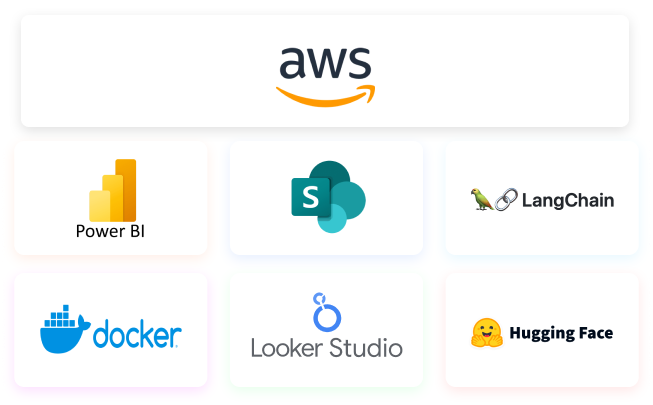 aws
Power BI
S
LangChain
docker
Looker Studio
Hugging Face